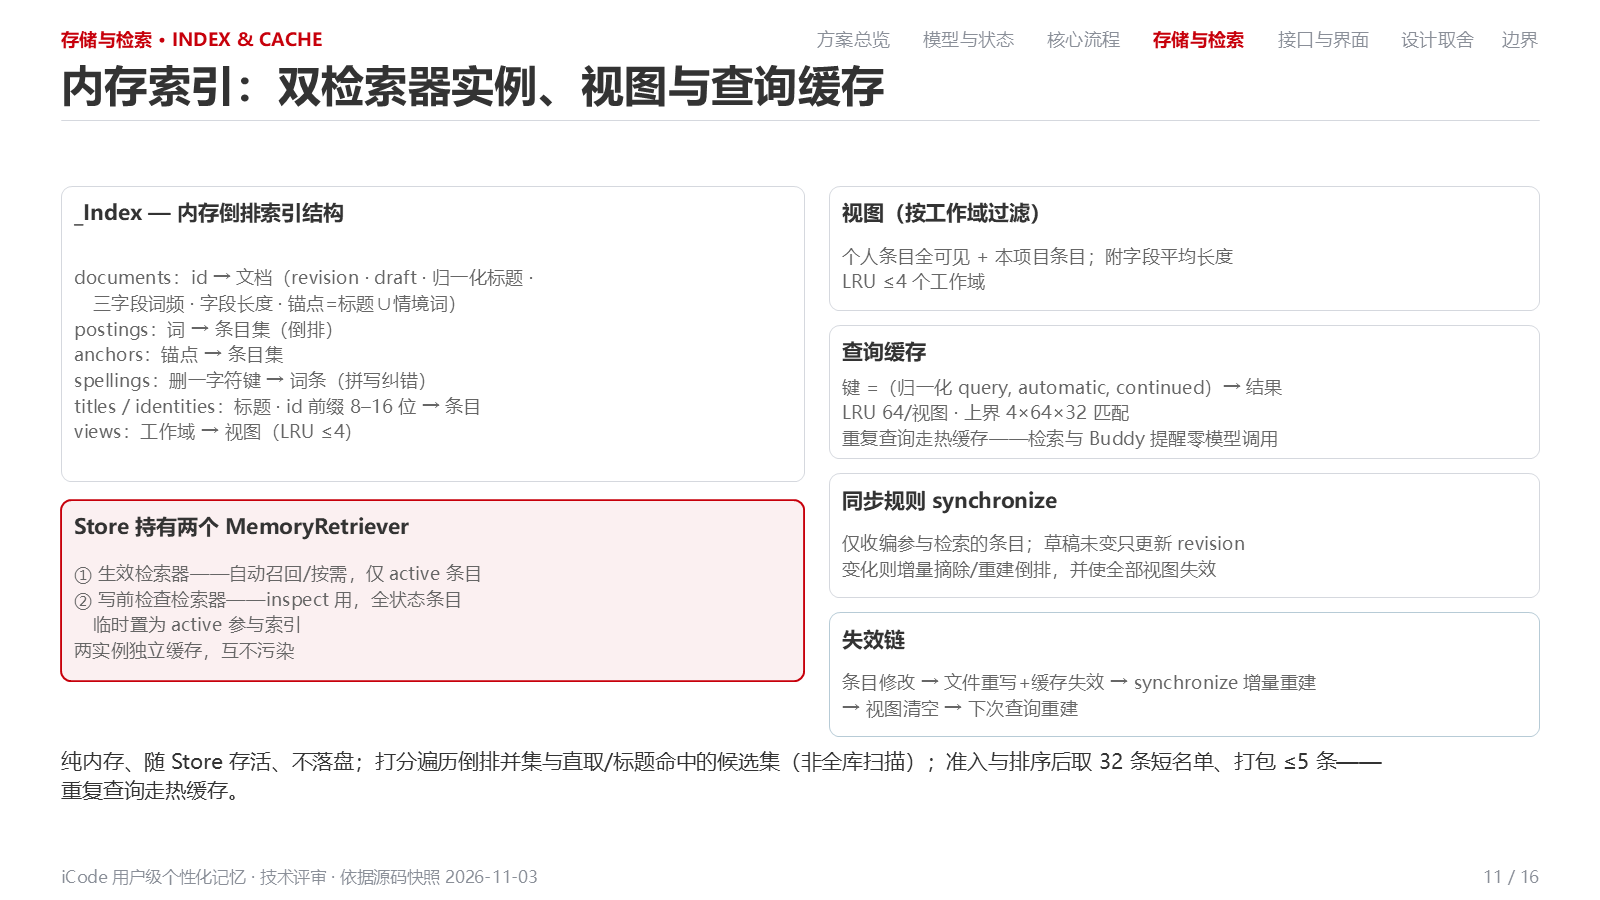 存储与检索 • INDEX & CACHE
方案总览 模型与状态 核心流程 存储与检索 接口与界面 设计取舍 边界
内存索引：双检索器实例、视图与查询缓存
_Index — 内存倒排索引结构
documents：id → 文档（revision · draft · 归一化标题 ·
三字段词频 · 字段长度 · 锚点=标题∪情境词）
postings：词 → 条目集（倒排）
anchors：锚点 → 条目集
spellings：删一字符键 → 词条（拼写纠错）
titles / identities：标题 · id 前缀 8–16 位 → 条目
views：工作域 → 视图（LRU ≤4）
Store 持有两个 MemoryRetriever
① 生效检索器——自动召回/按需，仅 active 条目
② 写前检查检索器——inspect 用，全状态条目
临时置为 active 参与索引
两实例独立缓存，互不污染
视图（按工作域过滤）
个人条目全可见 + 本项目条目；附字段平均长度
LRU ≤4 个工作域
查询缓存
键 =（归一化 query, automatic, continued）→ 结果
LRU 64/视图 · 上界 4×64×32 匹配
重复查询走热缓存——检索与 Buddy 提醒零模型调用
同步规则 synchronize
仅收编参与检索的条目；草稿未变只更新 revision
变化则增量摘除/重建倒排，并使全部视图失效
失效链
条目修改 → 文件重写+缓存失效 → synchronize 增量重建
→ 视图清空 → 下次查询重建
纯内存、随 Store 存活、不落盘；打分遍历倒排并集与直取/标题命中的候选集（非全库扫描）；准入与排序后取 32 条短名单、打包 ≤5 条——
重复查询走热缓存。
iCode 用户级个性化记忆 · 技术评审 · 依据源码快照 2026-11-03
11 / 16